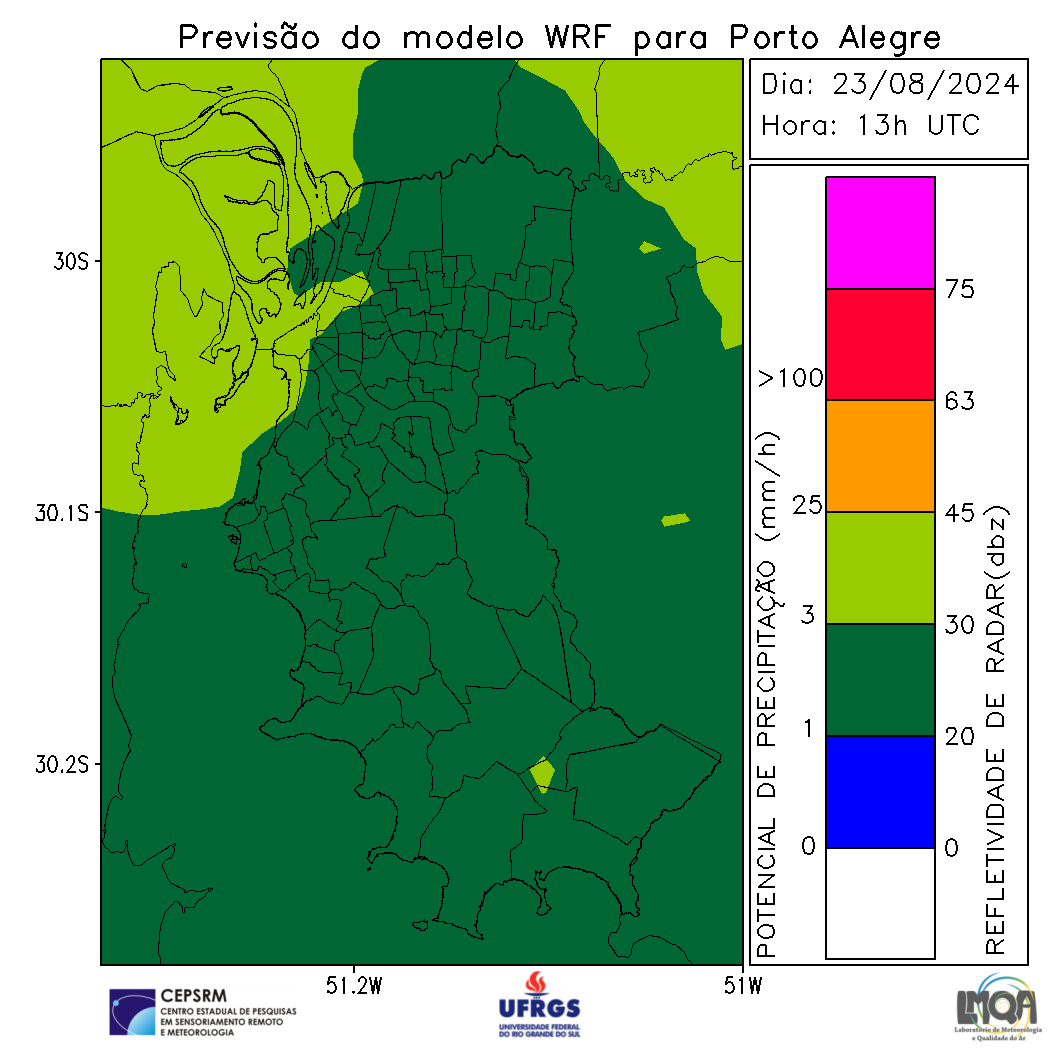 Previsão do modelo WRF para Porto Alegre
Dia: 23/08/2024
Hora: 13h UTC
30S
30.1S
30.2S
51.2W
51W
POTENCIAL DE PRECIPITAÇÃO (mm/h)
>100
25
3
1
0
75
63
45
30
20
0
REFLETIVIDADE DE RADAR(dbz)
CEPSRM
CENTRO ESTADUAL DE PESQUISAS
EM SENSORIAMENTO REMOTO
E METEOROLOGIA
UFRGS
UNIVERSIDADE FEDERAL
DO RIO GRANDE DO SUL
LMQA
Laboratório de Meteorologia
e Qualidade do Ar